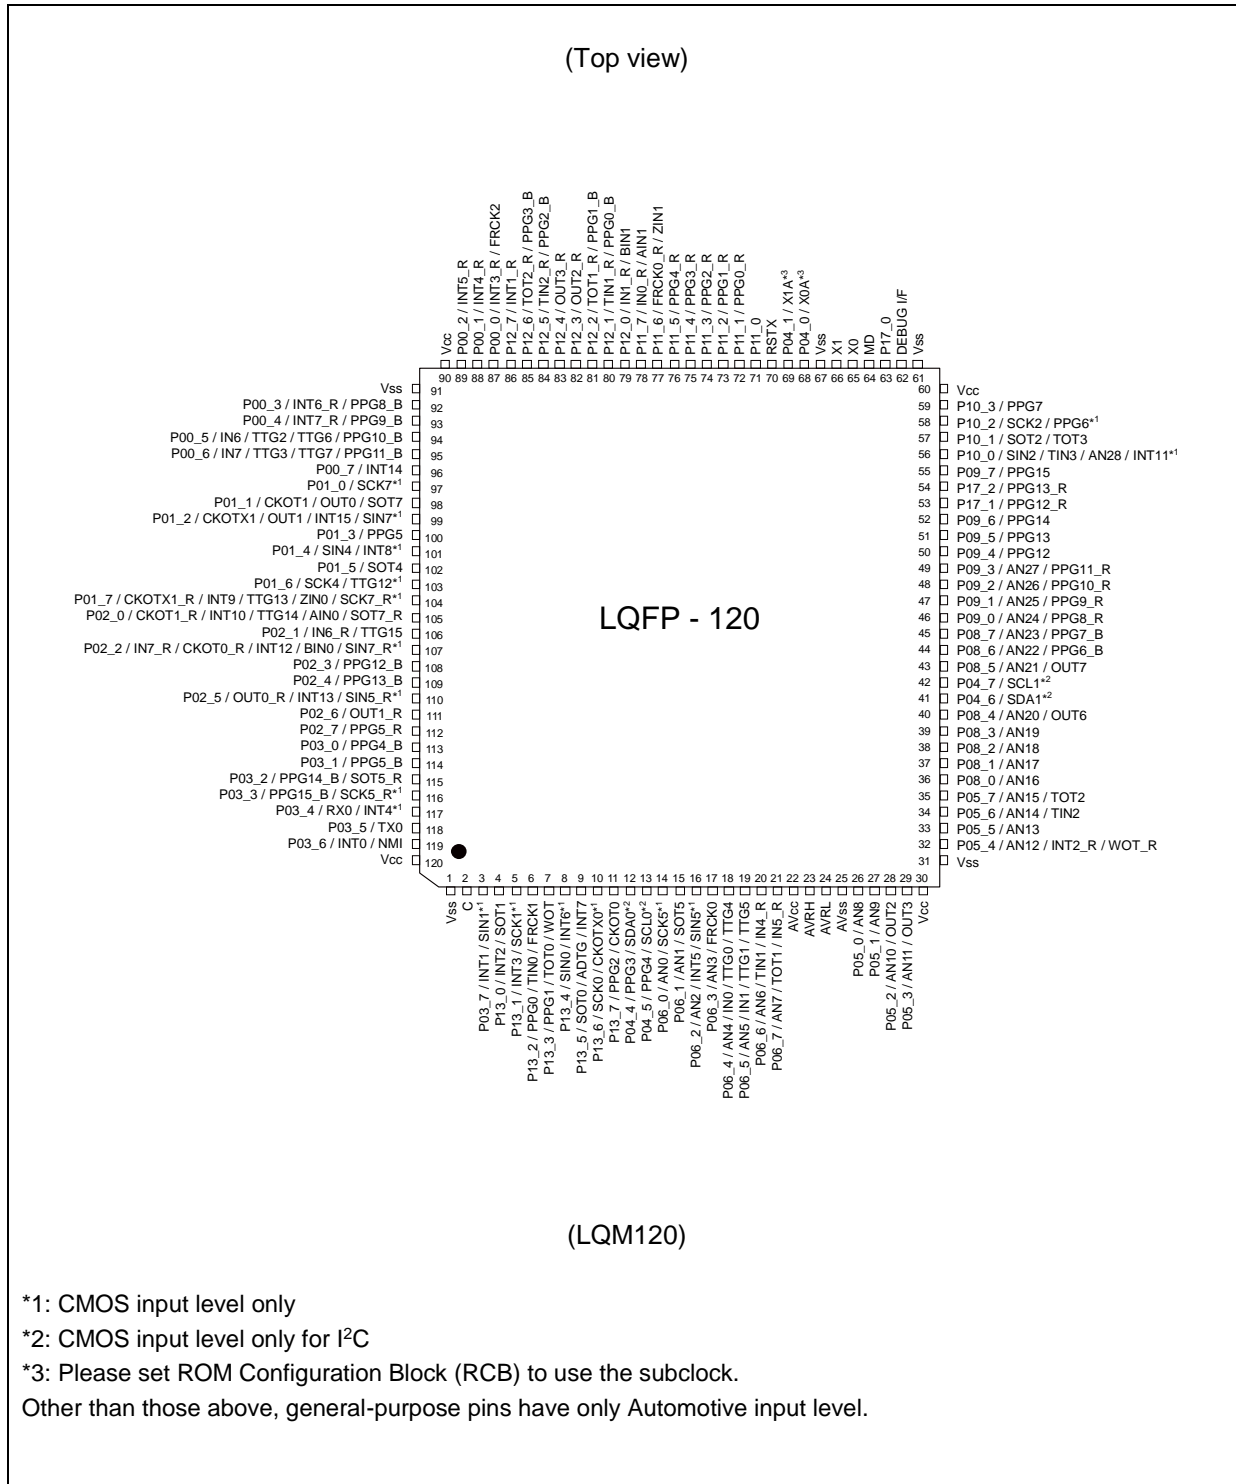 (Top view)
Vcc
P00_2 / INT5_R
P00_1 / INT4_R
P00_0 / INT3_R / FRCK2
P12_7 / INT1_R
P12_6 / TOT2_R / PPG3_B
P12_5 / TIN2_R / PPG2_B
P12_4 / OUT3_R
P12_3 / OUT2_R
P12_2 / TOT1_R / PPG1_B
P12_1 / TIN1_R / PPG0_B
P12_0 / IN1_R / BIN1
P11_7 / IN0_R / AIN1
P11_6 / FRCK0_R / ZIN1
P11_5 / PPG4_R
P11_4 / PPG3_R
P11_3 / PPG2_R
P11_2 / PPG1_R
P11_1 / PPG0_R
P11_0
RSTX
P04_1 / X1A*3
P04_0 / X0A*3
Vss
X1
X0
MD
P17_0
DEBUG I/F
Vss
90 89 88 87 86 85 84 83 82 81 80 79 78 77 76 75 74 73 72 71 70 69 68 67 66 65 64 63 62 61
Vss 91
P00_3 / INT6_R / PPG8_B 92
P00_4 / INT7_R / PPG9_B 93
P00_5 / IN6 / TTG2 / TTG6 / PPG10_B 94
P00_6 / IN7 / TTG3 / TTG7 / PPG11_B 95
P00_7 / INT14 96
P01_0 / SCK7*1 97
P01_1 / CKOT1 / OUT0 / SOT7 98
P01_2 / CKOTX1 / OUT1 / INT15 / SIN7*1 99
P01_3 / PPG5 100
P01_4 / SIN4 / INT8*1 101
P01_5 / SOT4 102
P01_6 / SCK4 / TTG12*1 103
P01_7 / CKOTX1_R / INT9 / TTG13 / ZIN0 / SCK7_R*1 104
P02_0 / CKOT1_R / INT10 / TTG14 / AIN0 / SOT7_R 105
P02_1 / IN6_R / TTG15 106
P02_2 / IN7_R / CKOT0_R / INT12 / BIN0 / SIN7_R*1 107
P02_3 / PPG12_B 108
P02_4 / PPG13_B 109
P02_5 / OUT0_R / INT13 / SIN5_R*1 110
P02_6 / OUT1_R 111
P02_7 / PPG5_R 112
P03_0 / PPG4_B 113
P03_1 / PPG5_B 114
P03_2 / PPG14_B / SOT5_R 115
P03_3 / PPG15_B / SCK5_R*1 116
P03_4 / RX0 / INT4*1 117
P03_5 / TX0 118
P03_6 / INT0 / NMI 119
Vcc 120
LQFP - 120
60 Vcc
59 P10_3 / PPG7
58 P10_2 / SCK2 / PPG6*1
57 P10_1 / SOT2 / TOT3
56 P10_0 / SIN2 / TIN3 / AN28 / INT11*1
55 P09_7 / PPG15
54 P17_2 / PPG13_R
53 P17_1 / PPG12_R
52 P09_6 / PPG14
51 P09_5 / PPG13
50 P09_4 / PPG12
49 P09_3 / AN27 / PPG11_R
48 P09_2 / AN26 / PPG10_R
47 P09_1 / AN25 / PPG9_R
46 P09_0 / AN24 / PPG8_R
45 P08_7 / AN23 / PPG7_B
44 P08_6 / AN22 / PPG6_B
43 P08_5 / AN21 / OUT7
42 P04_7 / SCL1*2
41 P04_6 / SDA1*2
40 P08_4 / AN20 / OUT6
39 P08_3 / AN19
38 P08_2 / AN18
37 P08_1 / AN17
36 P08_0 / AN16
35 P05_7 / AN15 / TOT2
34 P05_6 / AN14 / TIN2
33 P05_5 / AN13
32 P05_4 / AN12 / INT2_R / WOT_R
31 Vss
1 2 3 4 5 6 7 8 9 10 11 12 13 14 15 16 17 18 19 20 21 22 23 24 25 26 27 28 29 30
Vss
C
P03_7 / INT1 / SIN1*1
P13_0 / INT2 / SOT1
P13_1 / INT3 / SCK1*1
P13_2 / PPG0 / TIN0 / FRCK1
P13_3 / PPG1 / TOT0 / WOT
P13_4 / SIN0 / INT6*1
P13_5 / SOT0 / ADTG / INT7
P13_6 / SCK0 / CKOTX0*1
P13_7 / PPG2 / CKOT0
P04_4 / PPG3 / SDA0*2
P04_5 / PPG4 / SCL0*2
P06_0 / AN0 / SCK5*1
P06_1 / AN1 / SOT5
P06_2 / AN2 / INT5 / SIN5*1
P06_3 / AN3 / FRCK0
P06_4 / AN4 / IN0 / TTG0 / TTG4
P06_5 / AN5 / IN1 / TTG1 / TTG5
P06_6 / AN6 / TIN1 / IN4_R
P06_7 / AN7 / TOT1 / IN5_R
AVcc
AVRH
AVRL
AVss
P05_0 / AN8
P05_1 / AN9
P05_2 / AN10 / OUT2
P05_3 / AN11 / OUT3
Vcc
(LQM120)
*1: CMOS input level only
*2: CMOS input level only for I²C
*3: Please set ROM Configuration Block (RCB) to use the subclock.
Other than those above, general-purpose pins have only Automotive input level.